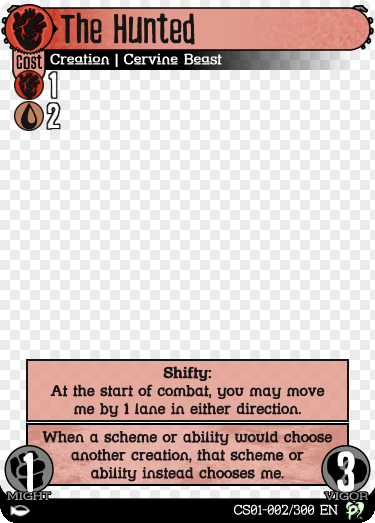 The Hunted
Cost
Creation | Cervine Beast
1
2
Shifty:
At the start of combat, you may move
me by 1 lane in either direction.
When a scheme or ability would choose
another creation, that scheme or
ability instead chooses me.
1
MIGHT
3
VIGOR
CS01-002/300 EN